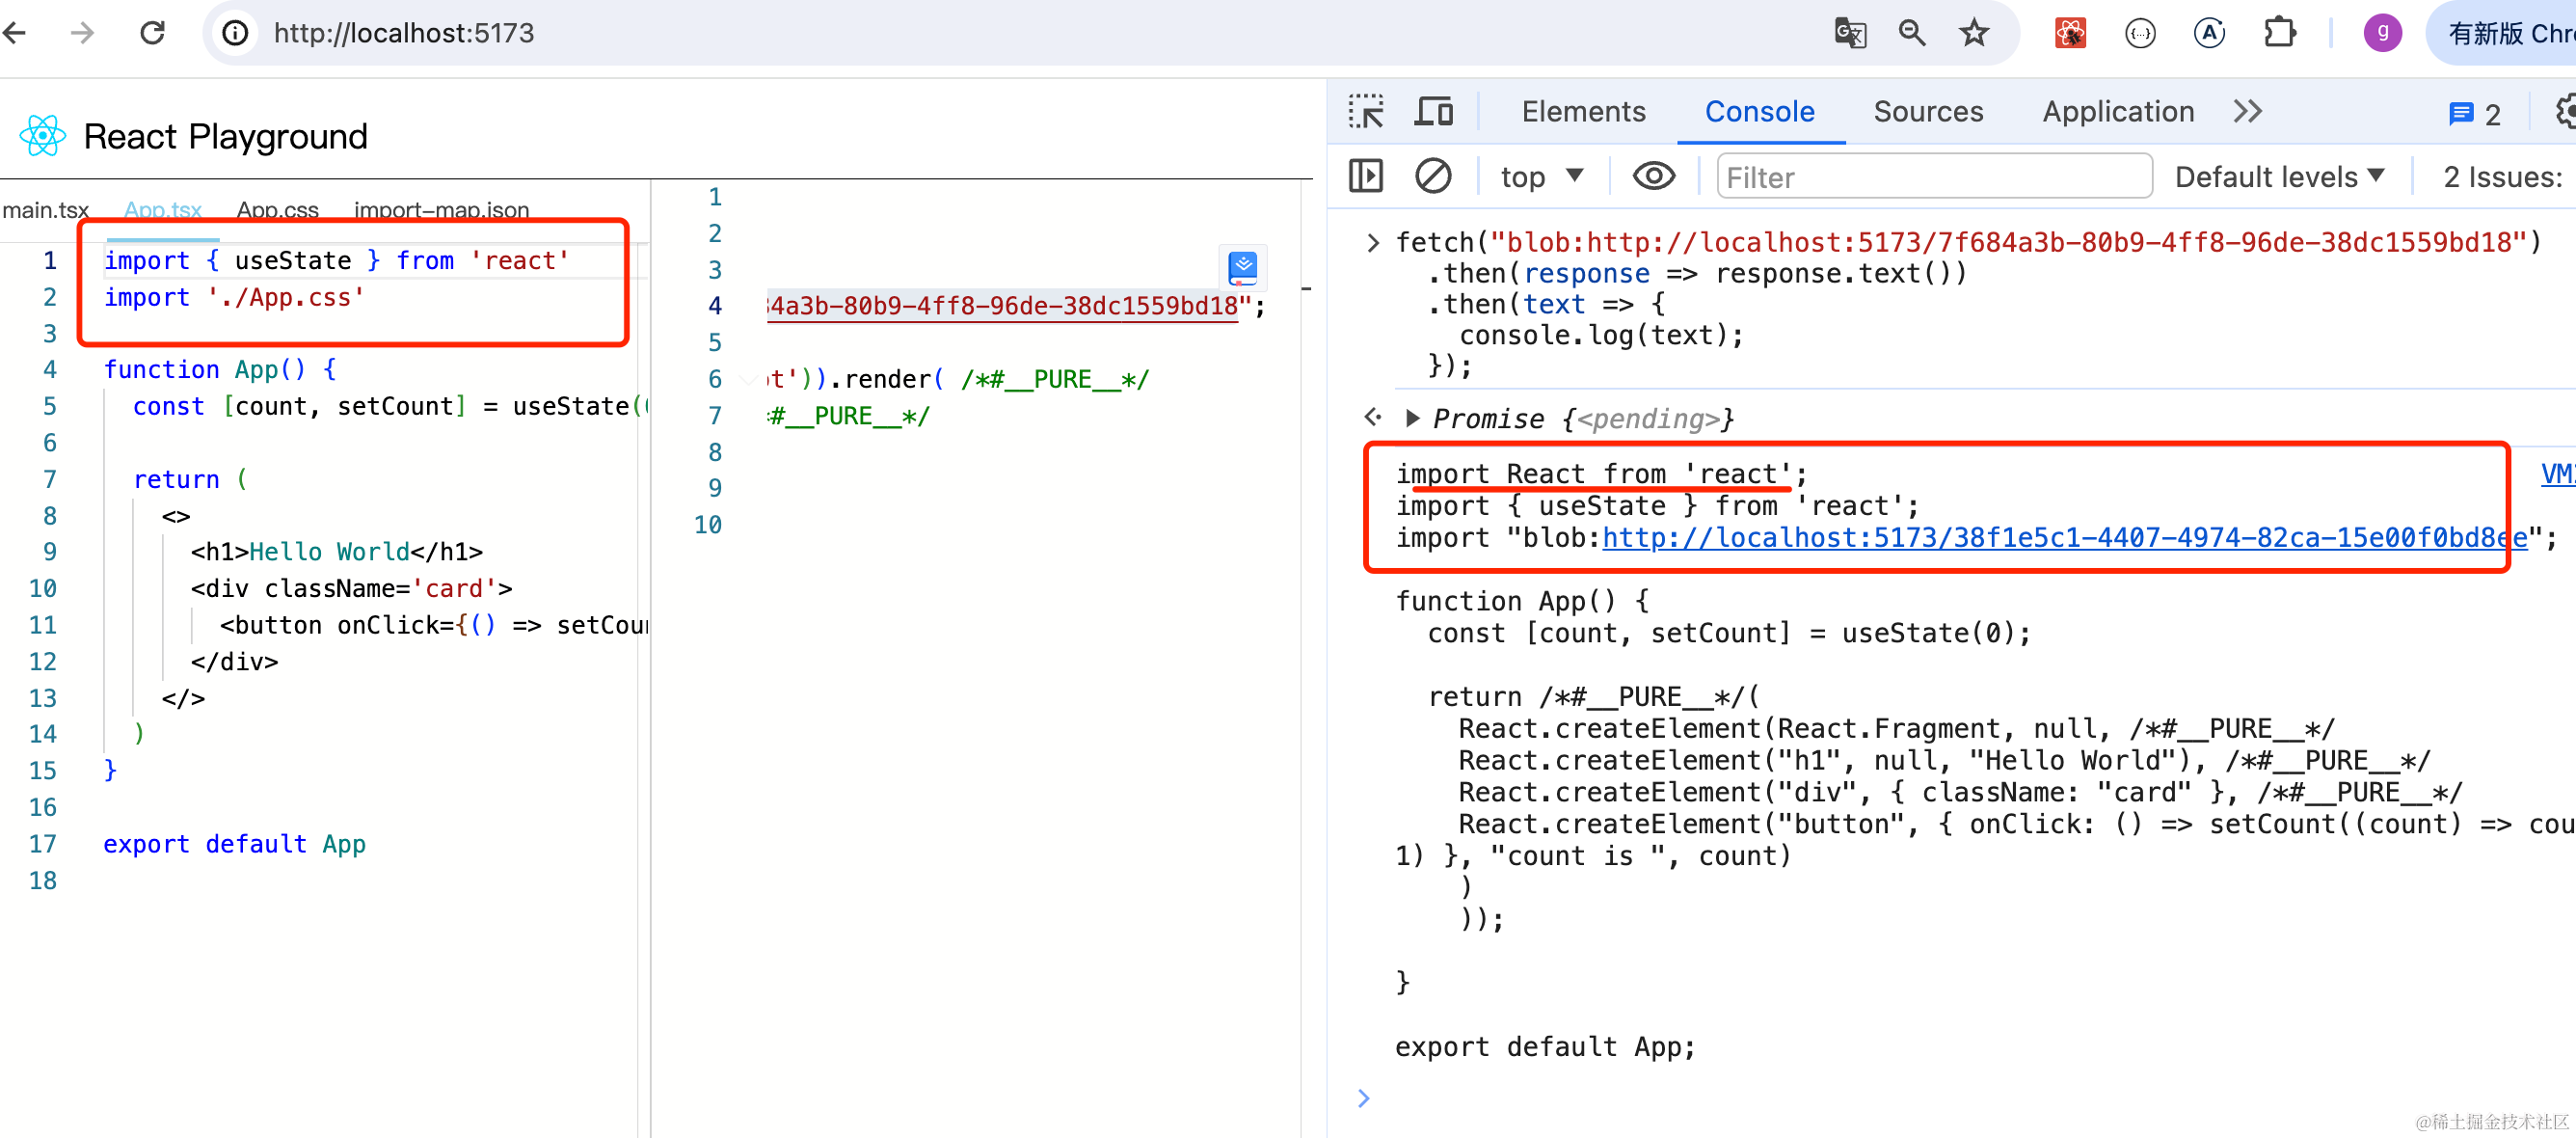 http://localhost:5173
g
有新版 Chr
React Playground
main.tsx App.tsx App.css import-map.json
1 import { useState } from 'react'
2 import './App.css'
3
4 function App() {
5 const [count, setCount] = useState(
6
7 return (
8 <>
9 <h1>Hello World</h1>
10 <div className='card'>
11 <button onClick={() => setCou
12 </div>
13 </>
14 )
15 }
16
17 export default App
18
1
2
3
4 34a3b-80b9-4ff8-96de-38dc1559bd18";
5
6 ot')).render( /*#__PURE__*/
7 #__PURE__*/
8
9
10
Elements Console Sources Application 2
top Filter Default levels 2 Issues:
fetch("blob:http://localhost:5173/7f684a3b-80b9-4ff8-96de-38dc1559bd18")
.then(response => response.text())
.then(text => {
console.log(text);
});
Promise {<pending>}
import React from 'react'; VM
import { useState } from 'react';
import "blob:http://localhost:5173/38f1e5c1-4407-4974-82ca-15e00f0bd8ee";
function App() {
const [count, setCount] = useState(0);
return /*#__PURE__*/(
React.createElement(React.Fragment, null, /*#__PURE__*/
React.createElement("h1", null, "Hello World"), /*#__PURE__*/
React.createElement("div", { className: "card" }, /*#__PURE__*/
React.createElement("button", { onClick: () => setCount((count) => cou
1) }, "count is ", count)
)
));
}
export default App;
@稀土掘金技术社区